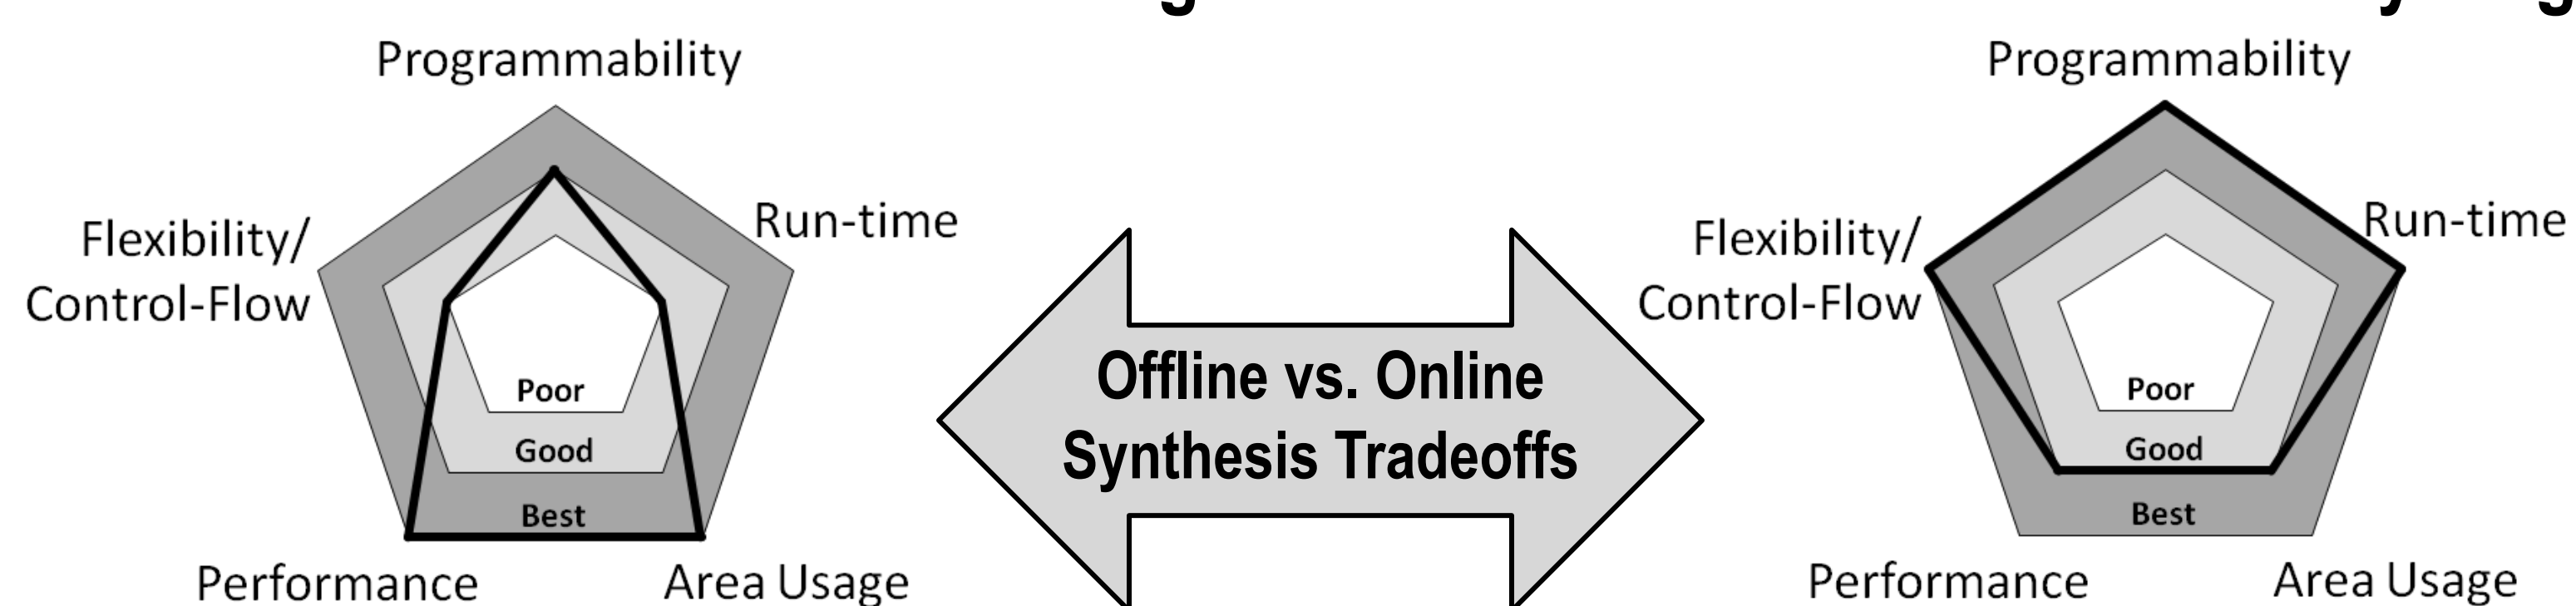 Programmability
Flexibility/
Control-Flow
Run-time
Poor
Good
Best
Performance
Area Usage
Offline vs. Online
Synthesis Tradeoffs
Programmability
Flexibility/
Control-Flow
Run-time
Poor
Good
Best
Performance
Area Usage